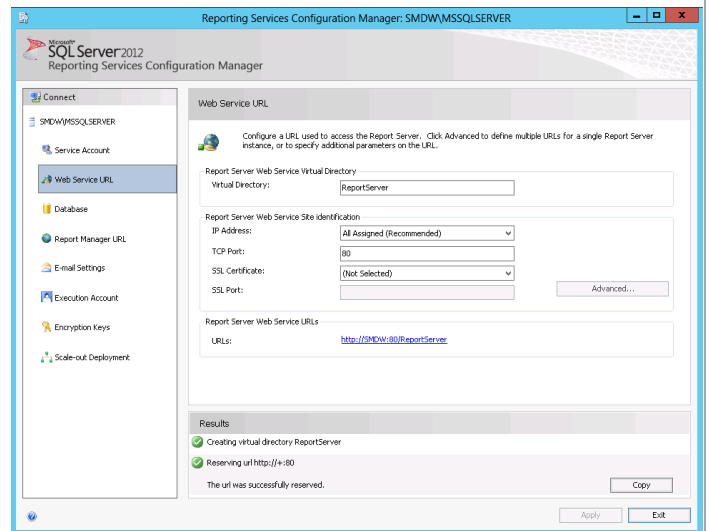 Reporting Services Configuration Manager: SMDW\MSSQLSERVER
Microsoft
SQL Server 2012
Reporting Services Configuration Manager
Connect
SMDW\MSSQLSERVER
Service Account
Web Service URL
Database
Report Manager URL
E-mail Settings
Execution Account
Encryption Keys
Scale-out Deployment
Web Service URL
Configure a URL used to access the Report Server. Click Advanced to define multiple URLs for a single Report Server
instance, or to specify additional parameters on the URL.
Report Server Web Service Virtual Directory
Virtual Directory: ReportServer
Report Server Web Service Site identification
IP Address: All Assigned (Recommended)
TCP Port: 80
SSL Certificate: (Not Selected)
SSL Port: Advanced...
Report Server Web Service URLs
URLs: http://SMDW:80/ReportServer
Results
Creating virtual directory ReportServer
Reserving url http://+:80
The url was successfully reserved. Copy
Apply Exit